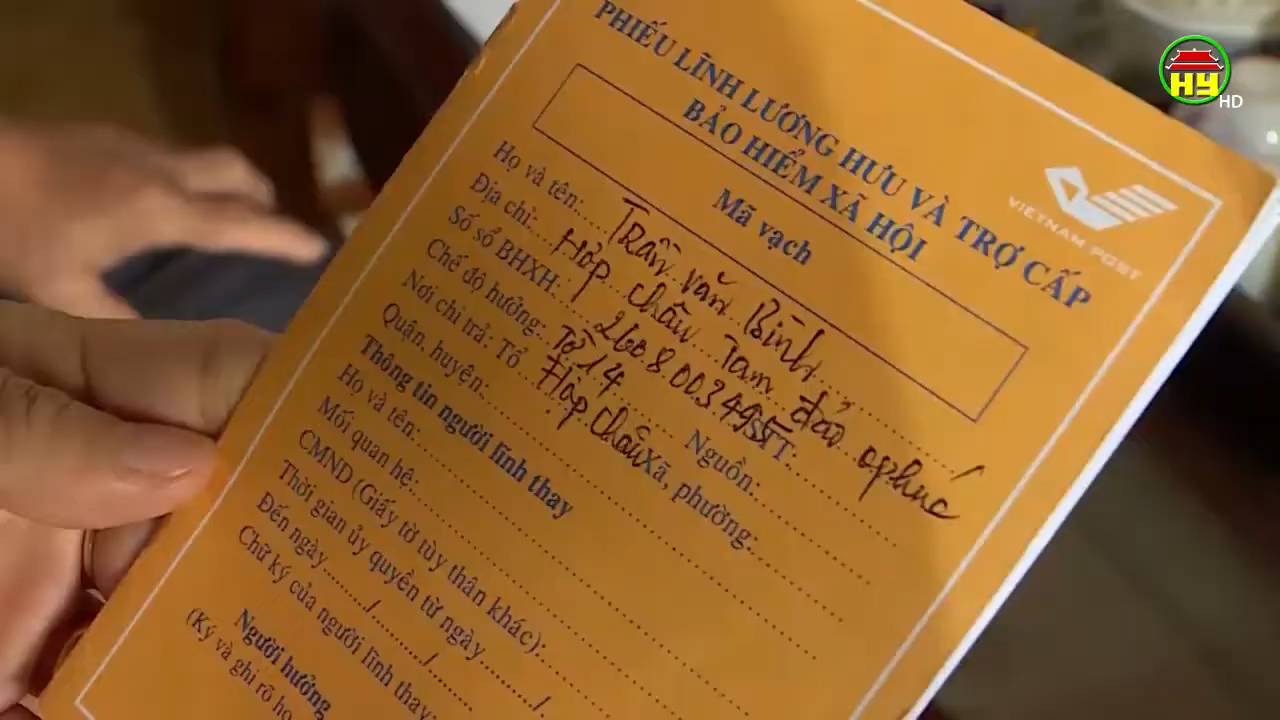 HY HD
PHIẾU LĨNH LƯƠNG HƯU VÀ TRỢ CẤP
BẢO HIỂM XÃ HỘI
VIETNAM POST
Mã vạch
Họ và tên: Trần văn Bình
Địa chỉ: Hợp châu Tam đảo
Số sổ BHXH: 2608003495 STT:
Chế độ hưởng: Nguồn:
Nơi chi trả: Tổ Tổ 14 Xã, phường:
Quận, huyện: Hợp châu
Thông tin người lĩnh thay
Họ và tên:
Mối quan hệ:
CMND (Giấy tờ tùy thân khác):
Thời gian ủy quyền từ ngày / /
Đến ngày / /
Chữ ký của người lĩnh thay:
Người hưởng
(Ký và ghi rõ họ